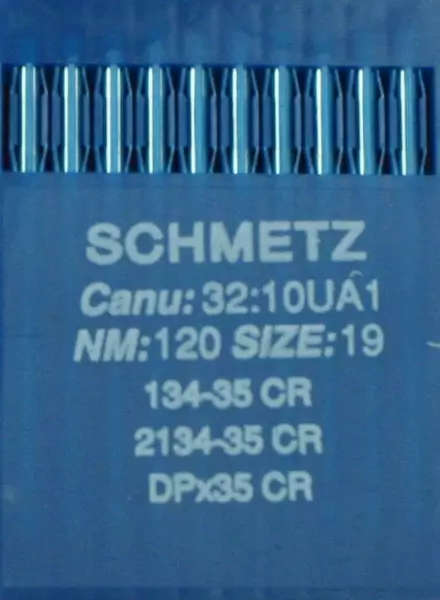 SCHMETZ
Canu: 32:10UA1
NM:120 SIZE:19
134-35 CR
2134-35 CR
DPx35 CR